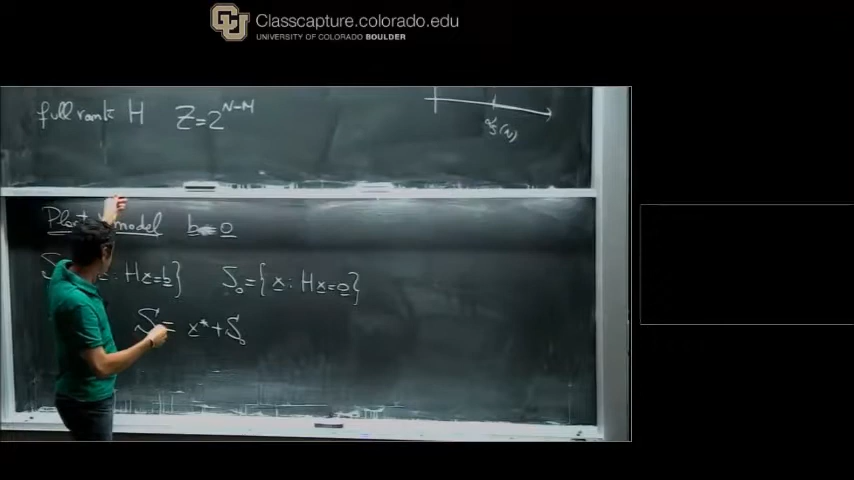 Classcapture.colorado.edu
UNIVERSITY OF COLORADO BOULDER
full rank H Z=2^{N-M}
model b=0
: Hx=b} S₀={x: Hx=0}
S= x*+S₀